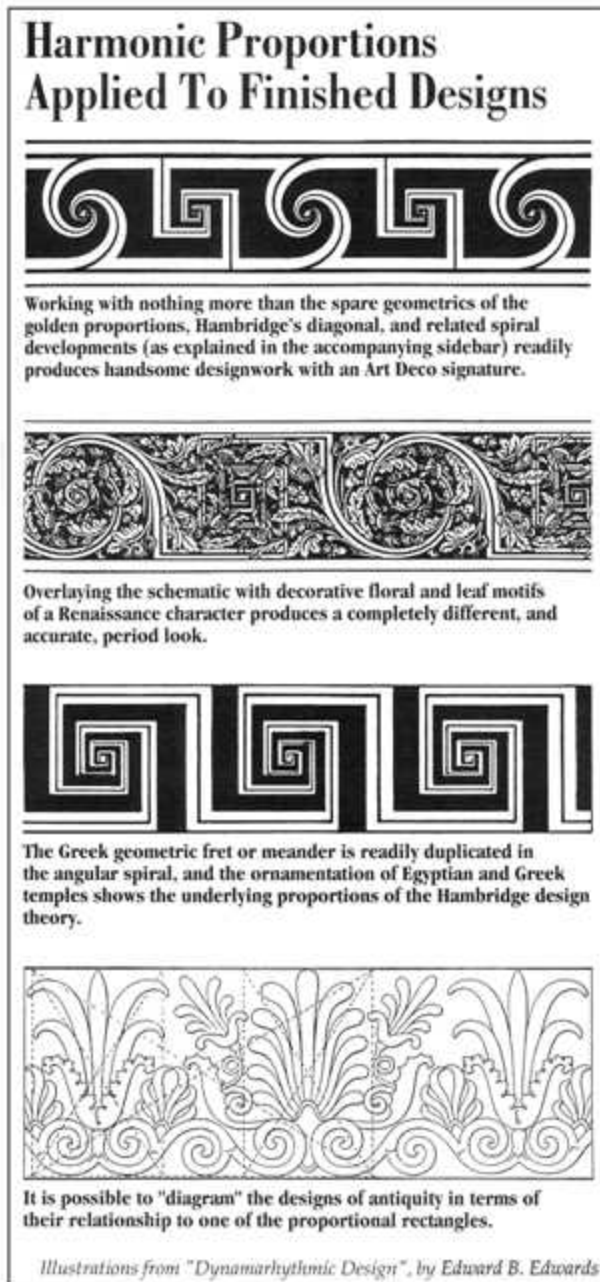 Harmonic Proportions
Applied To Finished Designs
Working with nothing more than the spare geometrics of the
golden proportions, Hambridge's diagonal, and related spiral
developments (as explained in the accompanying sidebar) readily
produces handsome designwork with an Art Deco signature.
Overlaying the schematic with decorative floral and leaf motifs
of a Renaissance character produces a completely different, and
accurate, period look.
The Greek geometric fret or meander is readily duplicated in
the angular spiral, and the ornamentation of Egyptian and Greek
temples shows the underlying proportions of the Hambridge design
theory.
It is possible to "diagram" the designs of antiquity in terms of
their relationship to one of the proportional rectangles.
Illustrations from "Dynamarhythmic Design", by Edward B. Edwards